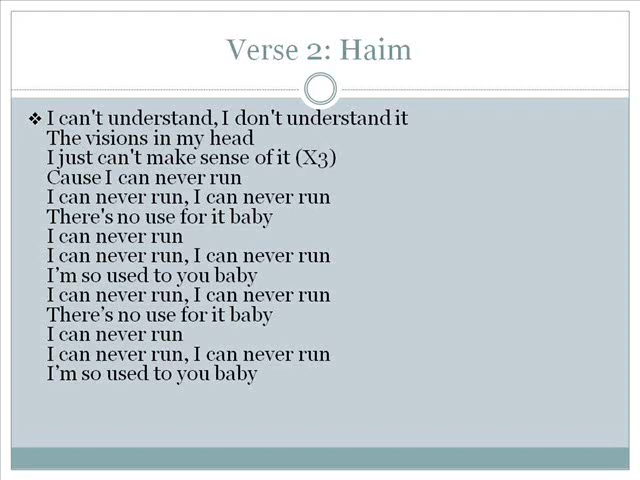 Verse 2: Haim
❖ I can't understand, I don't understand it
The visions in my head
I just can't make sense of it (X3)
Cause I can never run
I can never run, I can never run
There's no use for it baby
I can never run
I can never run, I can never run
I'm so used to you baby
I can never run, I can never run
There's no use for it baby
I can never run
I can never run, I can never run
I'm so used to you baby